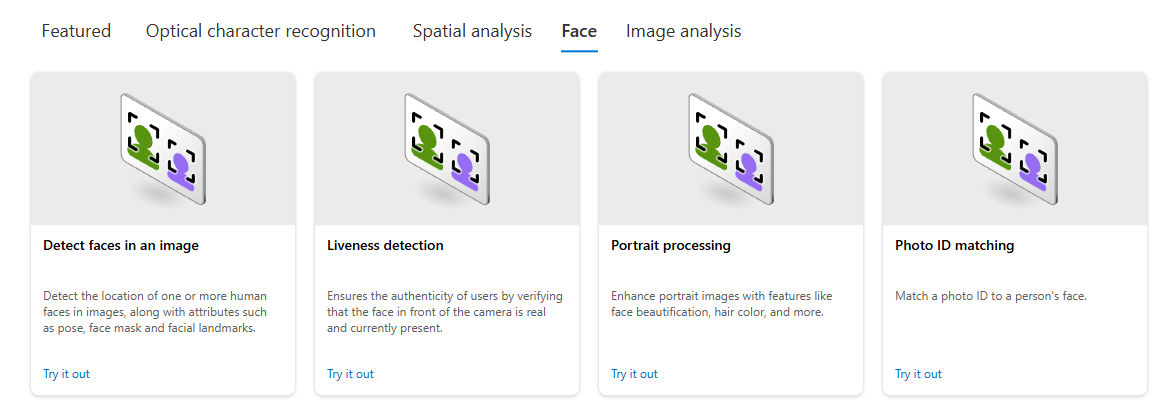 Featured Optical character recognition Spatial analysis Face Image analysis
Detect faces in an image
Detect the location of one or more human
faces in images, along with attributes such
as pose, face mask and facial landmarks.
Try it out
Liveness detection
Ensures the authenticity of users by verifying
that the face in front of the camera is real
and currently present.
Try it out
Portrait processing
Enhance portrait images with features like
face beautification, hair color, and more.
Try it out
Photo ID matching
Match a photo ID to a person's face.
Try it out